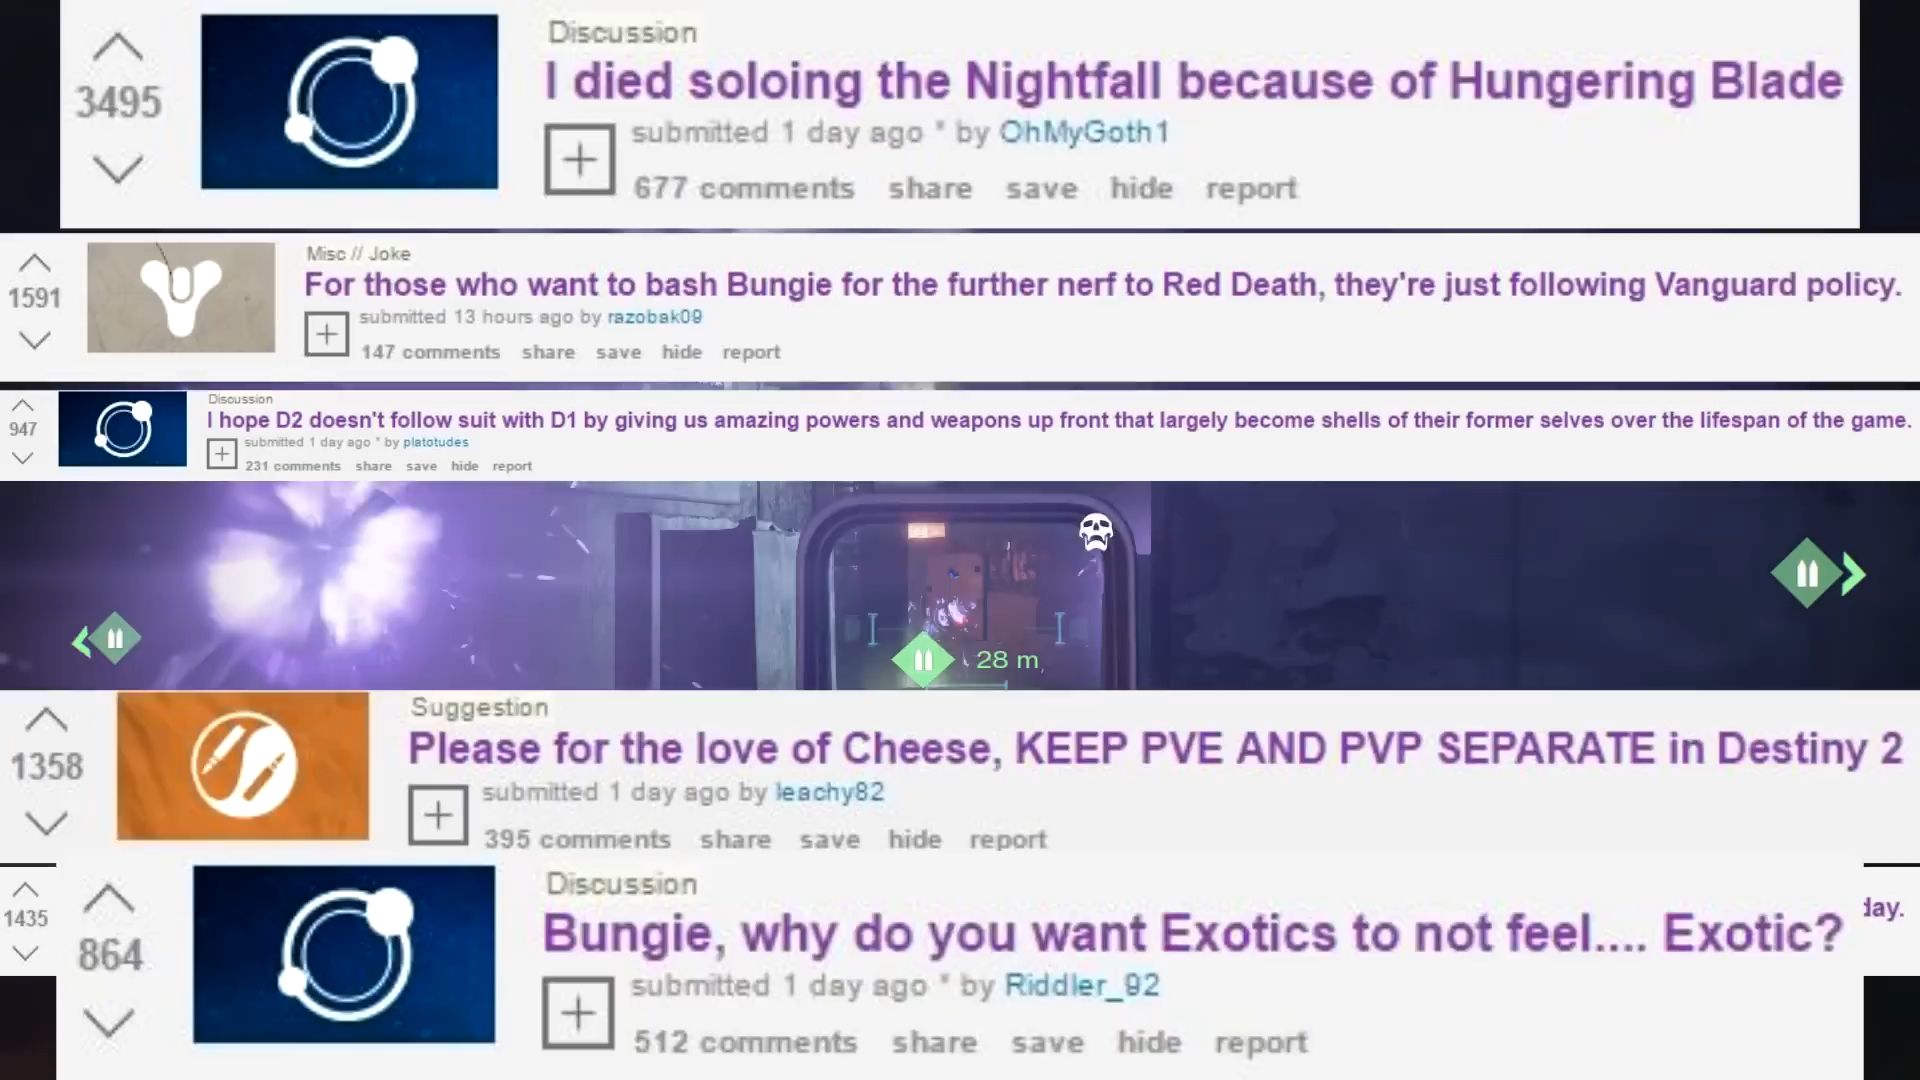 Discussion
I died soloing the Nightfall because of Hungering Blade
3495
submitted 1 day ago * by OhMyGoth1
677 comments share save hide report
Misc // Joke
For those who want to bash Bungie for the further nerf to Red Death, they're just following Vanguard policy.
1591
submitted 13 hours ago by razobak09
147 comments share save hide report
Discussion
I hope D2 doesn't follow suit with D1 by giving us amazing powers and weapons up front that largely become shells of their former selves over the lifespan of the game.
947
submitted 1 day ago * by platotudes
231 comments share save hide report
28 m
Suggestion
Please for the love of Cheese, KEEP PVE AND PVP SEPARATE in Destiny 2
1358
submitted 1 day ago by leachy82
395 comments share save hide report
Discussion
1435
day.
Bungie, why do you want Exotics to not feel.... Exotic?
864
submitted 1 day ago * by Riddler_92
512 comments share save hide report